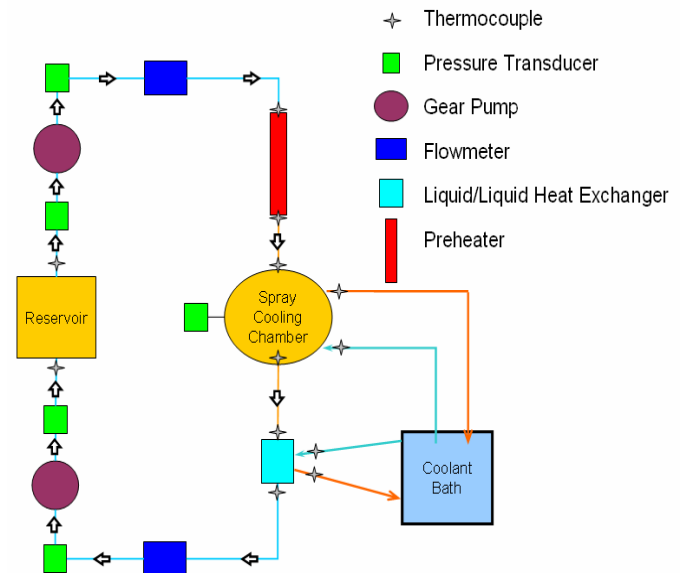 Thermocouple
Pressure Transducer
Gear Pump
Flowmeter
Liquid/Liquid Heat Exchanger
Preheater
Reservoir
Spray
Cooling
Chamber
Coolant
Bath